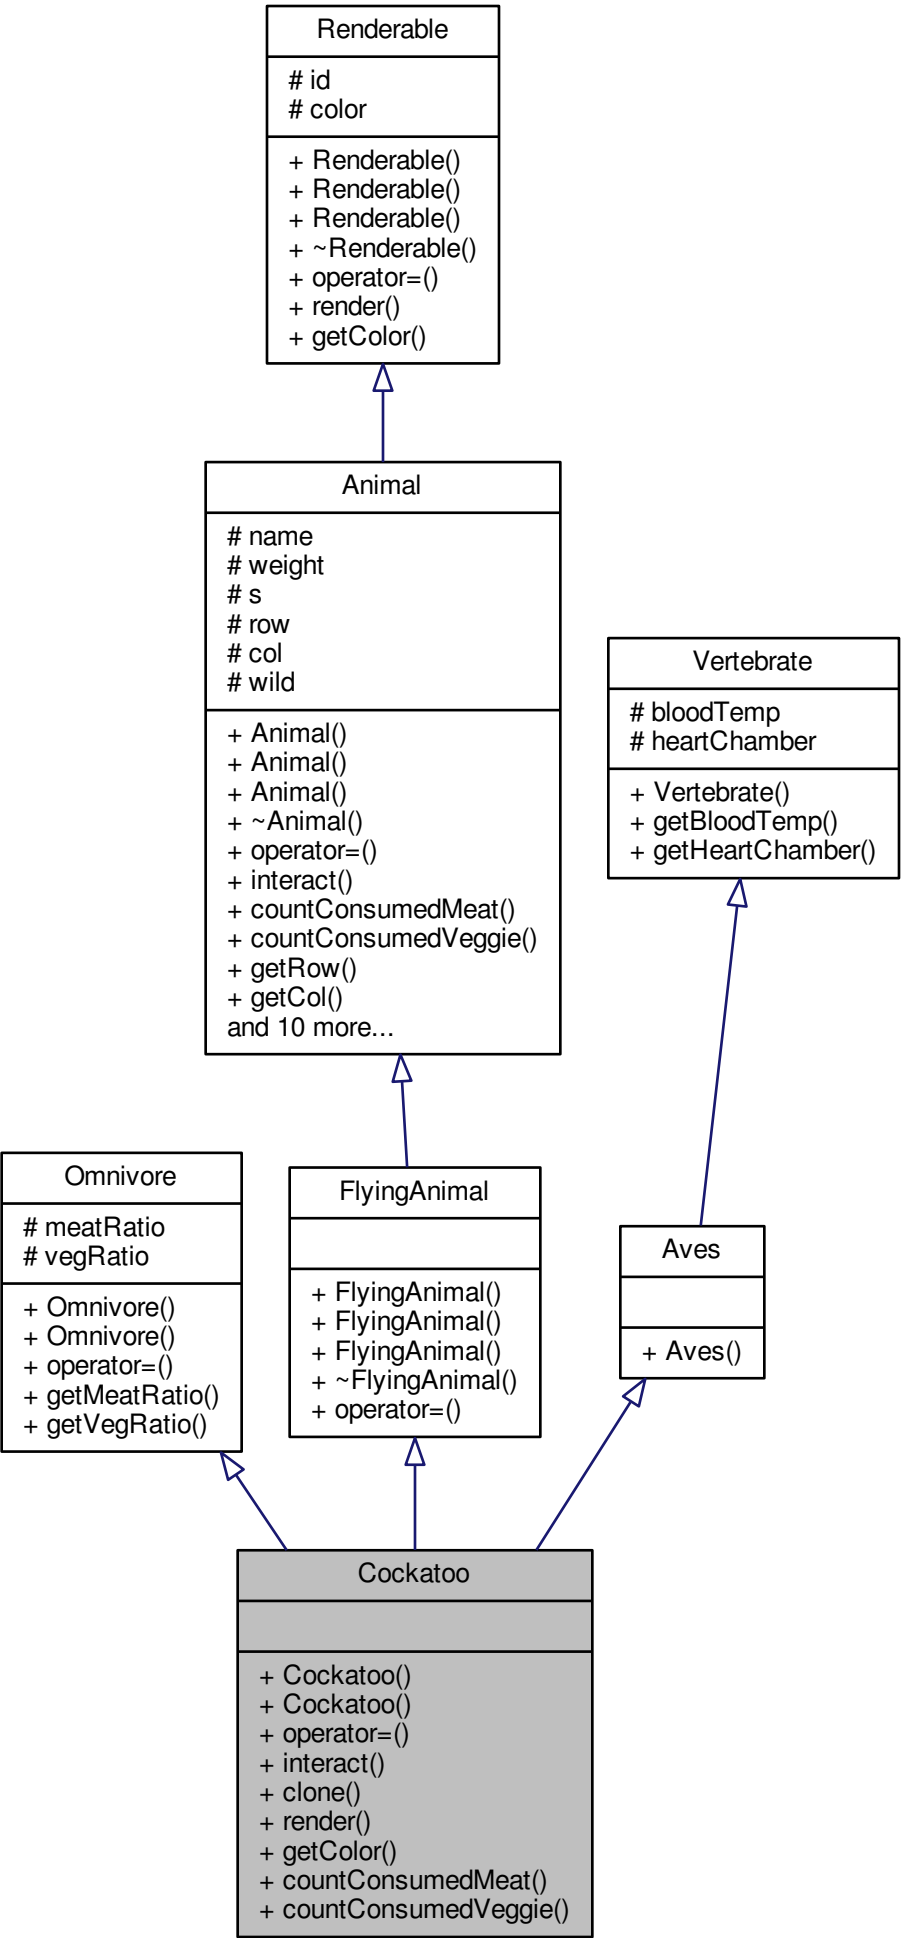 Renderable
# id
# color
+ Renderable()
+ Renderable()
+ Renderable()
+ ~Renderable()
+ operator=()
+ render()
+ getColor()
Animal
# name
# weight
# s
# row
# col
# wild
+ Animal()
+ Animal()
+ Animal()
+ ~Animal()
+ operator=()
+ interact()
+ countConsumedMeat()
+ countConsumedVeggie()
+ getRow()
+ getCol()
and 10 more...
Vertebrate
# bloodTemp
# heartChamber
+ Vertebrate()
+ getBloodTemp()
+ getHeartChamber()
Omnivore
# meatRatio
# vegRatio
+ Omnivore()
+ Omnivore()
+ operator=()
+ getMeatRatio()
+ getVegRatio()
FlyingAnimal
+ FlyingAnimal()
+ FlyingAnimal()
+ FlyingAnimal()
+ ~FlyingAnimal()
+ operator=()
Aves
+ Aves()
Cockatoo
+ Cockatoo()
+ Cockatoo()
+ operator=()
+ interact()
+ clone()
+ render()
+ getColor()
+ countConsumedMeat()
+ countConsumedVeggie()